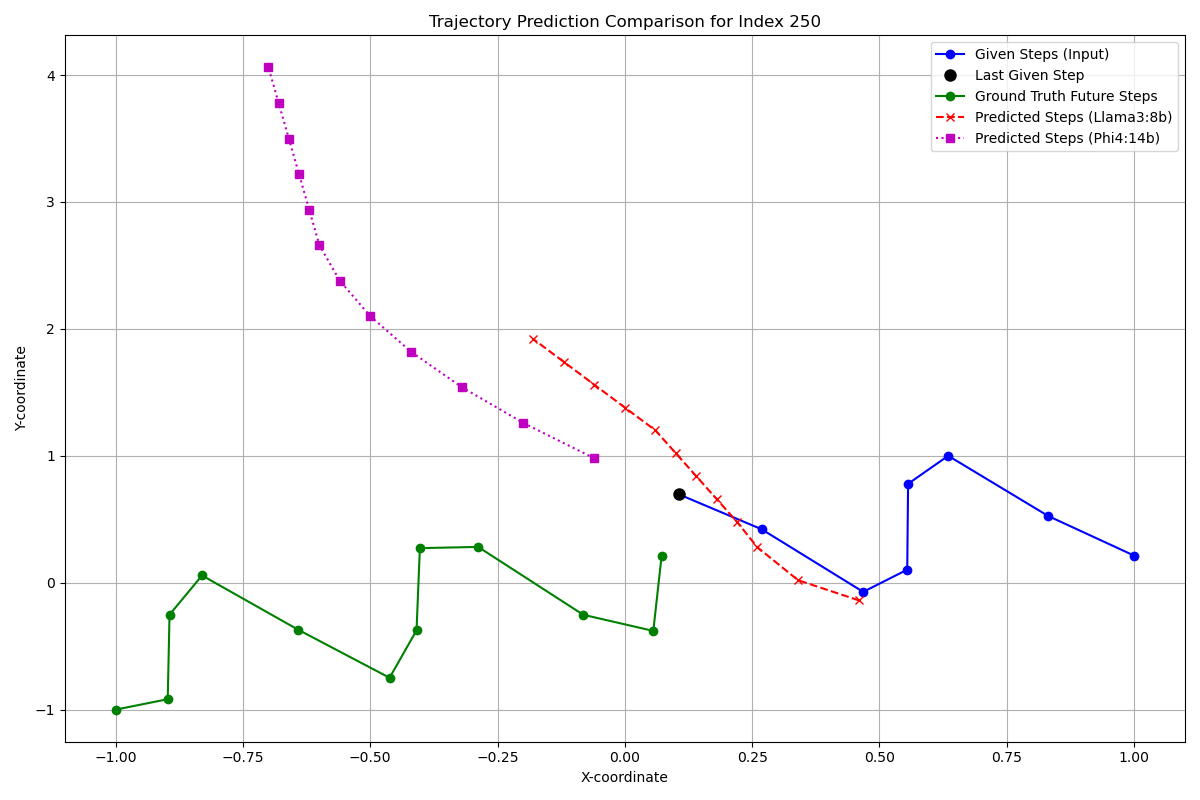 Trajectory Prediction Comparison for Index 250
Given Steps (Input)
Last Given Step
Ground Truth Future Steps
Predicted Steps (Llama3:8b)
Predicted Steps (Phi4:14b)
Y-coordinate
4
3
2
1
0
−1
−1.00 −0.75 −0.50 −0.25 0.00 0.25 0.50 0.75 1.00
X-coordinate